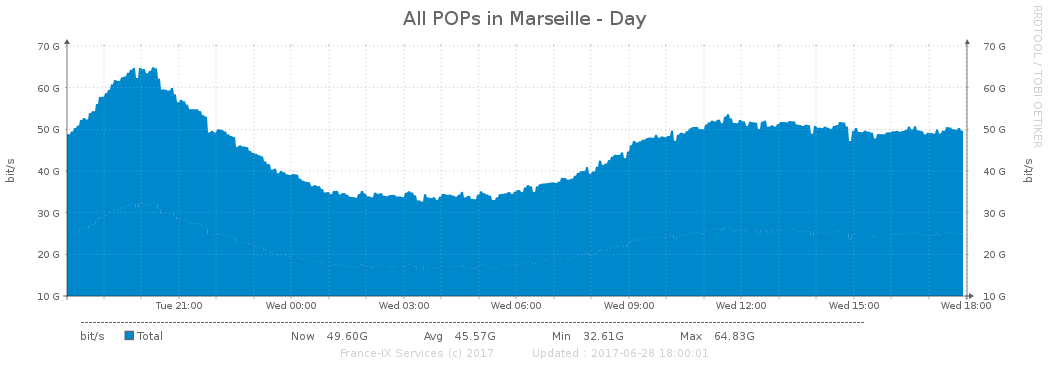 All POPs in Marseille - Day
RRDTOOL / TOBI OETIKER
70 G 70 G
60 G 60 G
50 G 50 G
40 G 40 G
30 G 30 G
20 G 20 G
10 G 10 G
bit/s
bit/s
Tue 21:00 Wed 00:00 Wed 03:00 Wed 06:00 Wed 09:00 Wed 12:00 Wed 15:00 Wed 18:00
bit/s Total Now 49.60G Avg 45.57G Min 32.61G Max 64.83G
France-IX Services (c) 2017 Updated : 2017-06-28 18:00:01